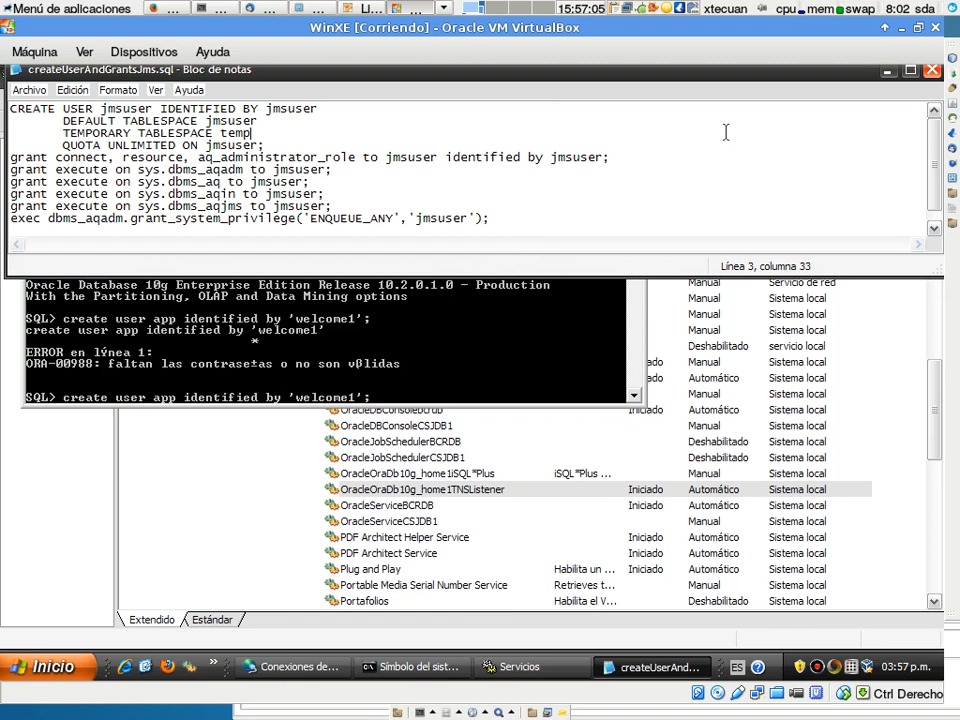 Menú de aplicaciones
...
...
...
...
LI...
...
...
15:57:05
xtecuan
cpu
mem
swap
8:02 sda
WinXE [Corriendo] - Oracle VM VirtualBox
Máquina Ver Dispositivos Ayuda
createUserAndGrantsJms.sql - Bloc de notas
Archivo Edición Formato Ver Ayuda
CREATE USER jmsuser IDENTIFIED BY jmsuser
DEFAULT TABLESPACE jmsuser
TEMPORARY TABLESPACE temp
QUOTA UNLIMITED ON jmsuser;
grant connect, resource, aq_administrator_role to jmsuser identified by jmsuser;
grant execute on sys.dbms_aqadm to jmsuser;
grant execute on sys.dbms_aq to jmsuser;
grant execute on sys.dbms_aqin to jmsuser;
grant execute on sys.dbms_aqjms to jmsuser;
exec dbms_aqadm.grant_system_privilege('ENQUEUE_ANY','jmsuser');
Línea 3, columna 33
Oracle Database 10g Enterprise Edition Release 10.2.0.1.0 - Production
With the Partitioning, OLAP and Data Mining options
SQL> create user app identified by 'welcome1';
create user app identified by 'welcome1'
*
ERROR en lýnea 1:
ORA-00988: faltan las contrase±as o no son vßlidas
SQL> create user app identified by 'welcome1';
Manual Servicio de red
Manual Sistema local
Manual Sistema local
Manual Sistema local
Deshabilitado servicio local
Iniciado Manual Sistema local
Iniciado Automático Sistema local
Manual Sistema local
OracleDBConsolebcrdb Iniciado Automático Sistema local
OracleDBConsoleCSJDB1 Manual Sistema local
OracleJobSchedulerBCRDB Deshabilitado Sistema local
OracleJobSchedulerCSJDB1 Deshabilitado Sistema local
OracleOraDb10g_home1iSQL*Plus iSQL*Plus ... Manual Sistema local
OracleOraDb10g_home1TNSListener Iniciado Automático Sistema local
OracleServiceBCRDB Iniciado Automático Sistema local
OracleServiceCSJDB1 Manual Sistema local
PDF Architect Helper Service Iniciado Automático Sistema local
PDF Architect Service Iniciado Automático Sistema local
Plug and Play Habilita un ... Iniciado Automático Sistema local
Portable Media Serial Number Service Retrieves t... Manual Sistema local
Portafolios Habilita el V... Deshabilitado Sistema local
Extendido Estándar
Inicio
»
Conexiones de...
Símbolo del sist...
Servicios
createUserAnd...
ES
03:57 p.m.
Ctrl Derecho